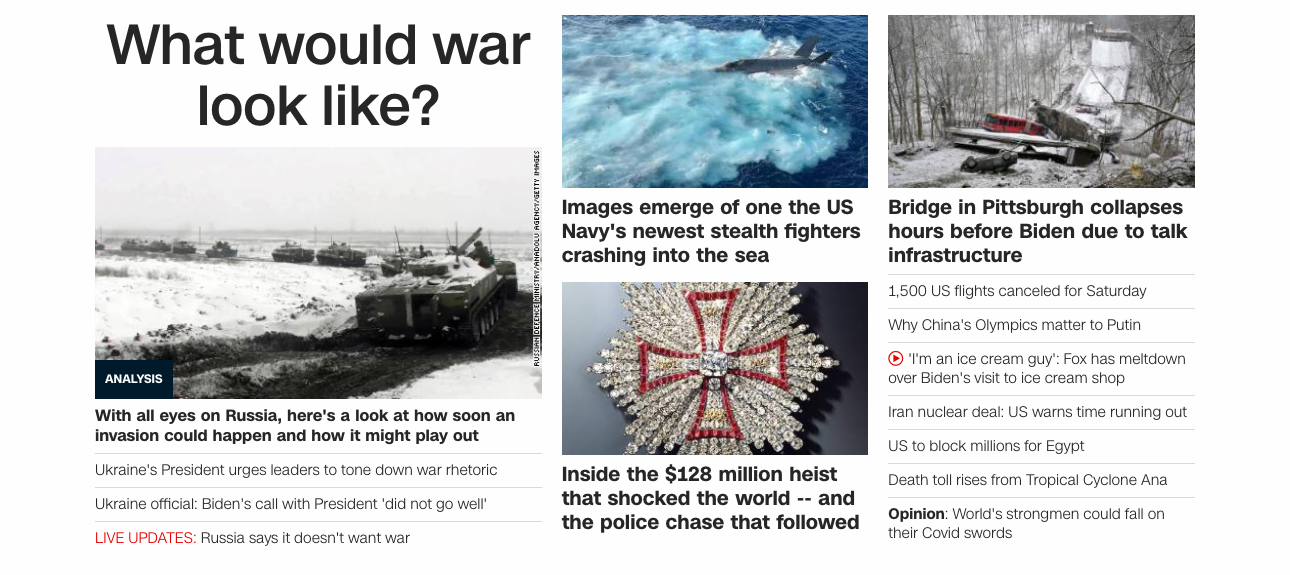 What would war
look like?
RUSSIAN DEFENCE MINISTRY/ANADOLU AGENCY/GETTY IMAGES
ANALYSIS
With all eyes on Russia, here's a look at how soon an
invasion could happen and how it might play out
Ukraine's President urges leaders to tone down war rhetoric
Ukraine official: Biden's call with President 'did not go well'
LIVE UPDATES: Russia says it doesn't want war
Images emerge of one the US
Navy's newest stealth fighters
crashing into the sea
Inside the $128 million heist
that shocked the world -- and
the police chase that followed
Bridge in Pittsburgh collapses
hours before Biden due to talk
infrastructure
1,500 US flights canceled for Saturday
Why China's Olympics matter to Putin
'I'm an ice cream guy': Fox has meltdown
over Biden's visit to ice cream shop
Iran nuclear deal: US warns time running out
US to block millions for Egypt
Death toll rises from Tropical Cyclone Ana
Opinion: World's strongmen could fall on
their Covid swords